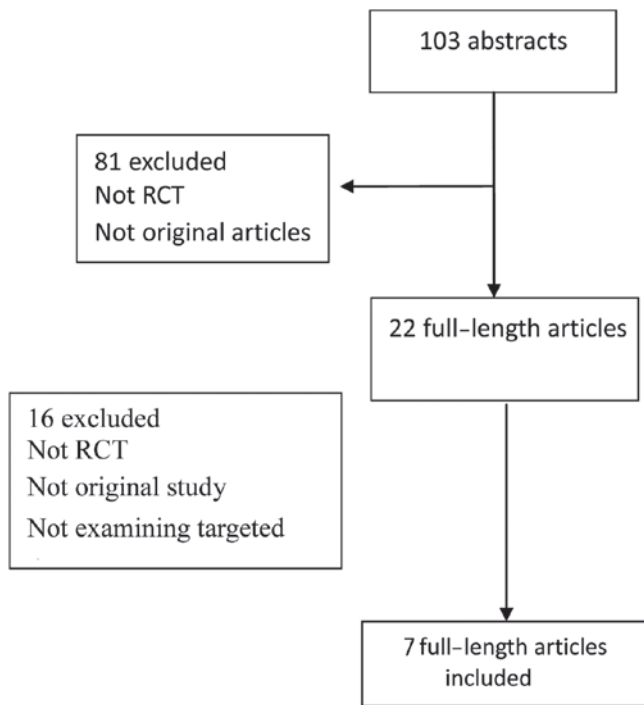 103 abstracts
81 excluded
Not RCT
Not original articles
22 full-length articles
16 excluded
Not RCT
Not original study
Not examining targeted
7 full-length articles
included